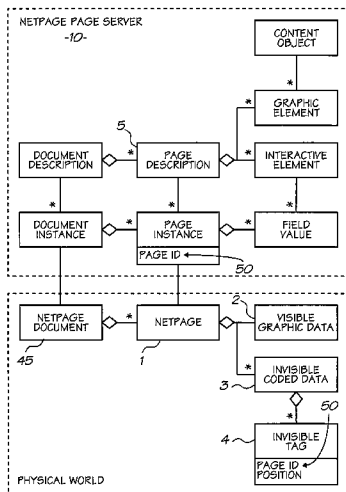 NETPAGE PAGE SERVER
-10-
CONTENT
OBJECT
*
GRAPHIC
ELEMENT
5
*
DOCUMENT
DESCRIPTION
*
PAGE
DESCRIPTION
*
INTERACTIVE
ELEMENT
*
*
*
DOCUMENT
INSTANCE
*
PAGE
INSTANCE
*
FIELD
VALUE
PAGE ID
50
NETPAGE
DOCUMENT
*
NETPAGE
2
VISIBLE
GRAPHIC DATA
45
1
*
3
INVISIBLE
CODED DATA
50
*
4
INVISIBLE
TAG
PAGE ID
POSITION
PHYSICAL WORLD